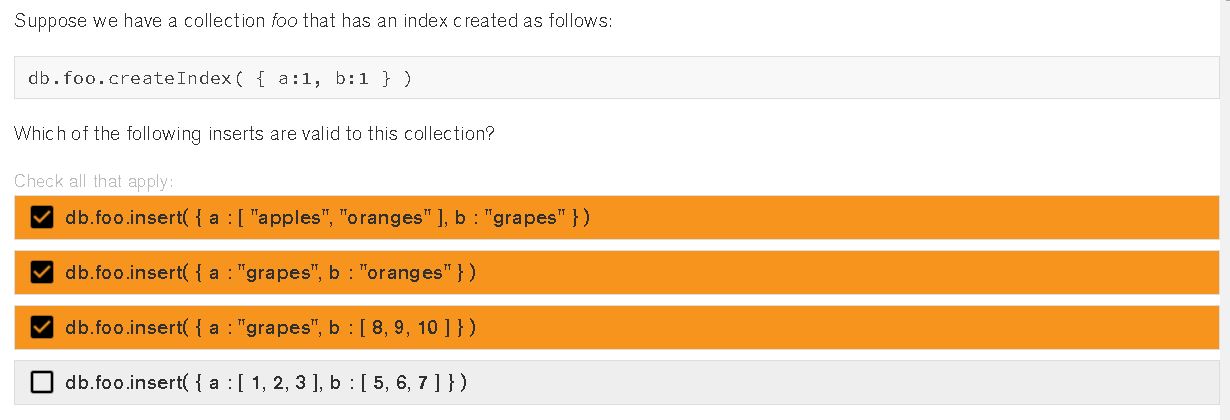 Suppose we have a collection foo that has an index created as follows:
db.foo.createIndex( { a:1, b:1 } )
Which of the following inserts are valid to this collection?
Check all that apply:
db.foo.insert( { a : [ "apples", "oranges" ], b : "grapes" } )
db.foo.insert( { a : "grapes", b : "oranges" } )
db.foo.insert( { a : "grapes", b : [ 8, 9, 10 ] } )
db.foo.insert( { a : [ 1, 2, 3 ], b : [ 5, 6, 7 ] } )